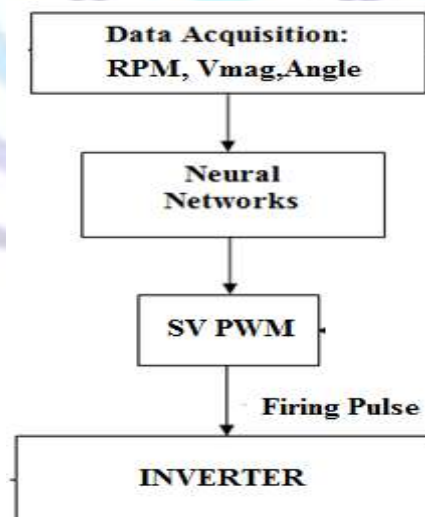 Data Acquisition:
RPM, Vmag,Angle
Neural
Networks
SV PWM
Firing Pulse
INVERTER